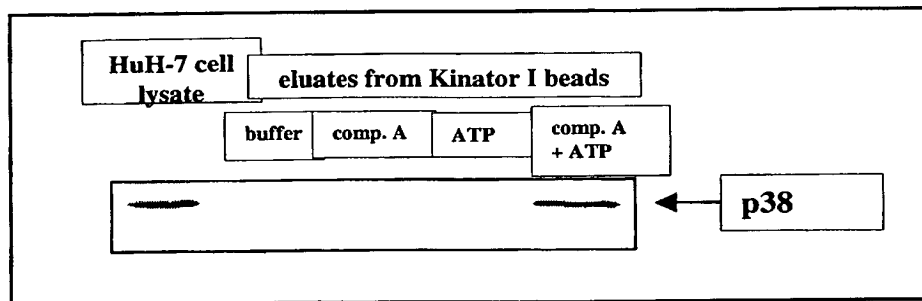 HuH-7 cell
lysate
eluates from Kinator I beads
buffer
comp. A
ATP
comp. A
+ ATP
p38